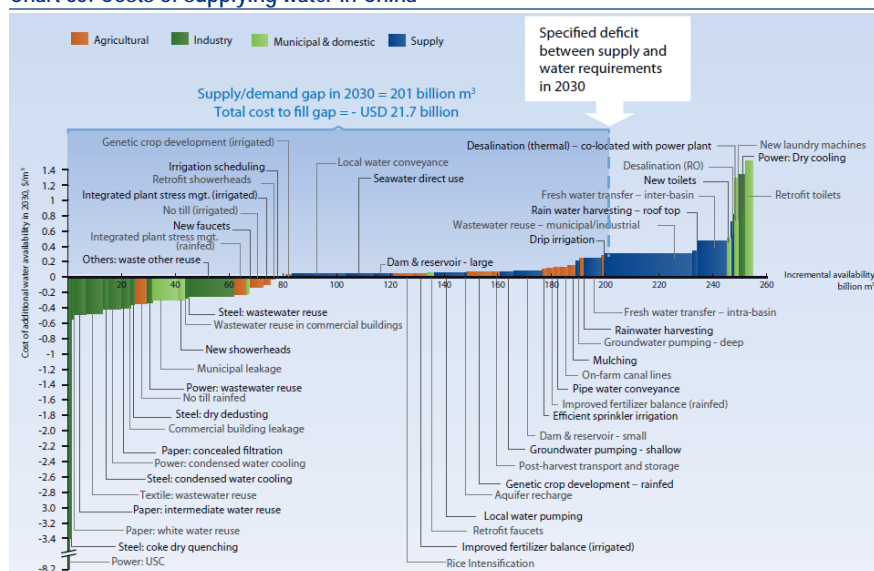 Chart 60: Costs of supplying water in China
Agricultural
Industry
Municipal & domestic
Supply
Specified deficit
between supply and
water requirements
in 2030
Supply/demand gap in 2030 = 201 billion m³
Total cost to fill gap = - USD 21.7 billion
Genetic crop development (irrigated)
Irrigation scheduling
Retrofit showerheads
Integrated plant stress mgt. (irrigated)
No till (irrigated)
New faucets
Integrated plant stress mgt.
(rainfed)
Others: waste other reuse
Local water conveyance
Seawater direct use
Dam & reservoir - large
Desalination (thermal) – co-located with power plant
Desalination (RO)
New toilets
Fresh water transfer – inter-basin
Rain water harvesting – roof top
Wastewater reuse – municipal/industrial
Drip irrigation
New laundry machines
Power: Dry cooling
Retrofit toilets
Cost of additional water availability in 2030, $/m³
1.4
1.2
1
0.8
0.6
0.4
0.2
0
-0.2
-0.4
-0.6
-0.8
-1
-1.2
-1.4
-1.6
-1.8
-2.0
-2.2
-2.4
-2.6
-2.8
3.0
-3.2
-3.4
-8.2
20
40
60
80
100
120
140
160
180
200
220
240
260
Incremental availability
billion m³
Steel: wastewater reuse
Wastewater reuse in commercial buildings
New showerheads
Municipal leakage
Power: wastewater reuse
No till rainfed
Steel: dry dedusting
Commercial building leakage
Paper: concealed filtration
Power: condensed water cooling
Steel: condensed water cooling
Textile: wastewater reuse
Paper: intermediate water reuse
Paper: white water reuse
Steel: coke dry quenching
Power: USC
Fresh water transfer – intra-basin
Rainwater harvesting
Groundwater pumping - deep
Mulching
On-farm canal lines
Pipe water conveyance
Improved fertilizer balance (rainfed)
Efficient sprinkler irrigation
Dam & reservoir - small
Groundwater pumping - shallow
Post-harvest transport and storage
Genetic crop development – rainfed
Aquifer recharge
Local water pumping
Retrofit faucets
Improved fertilizer balance (irrigated)
Rice Intensification